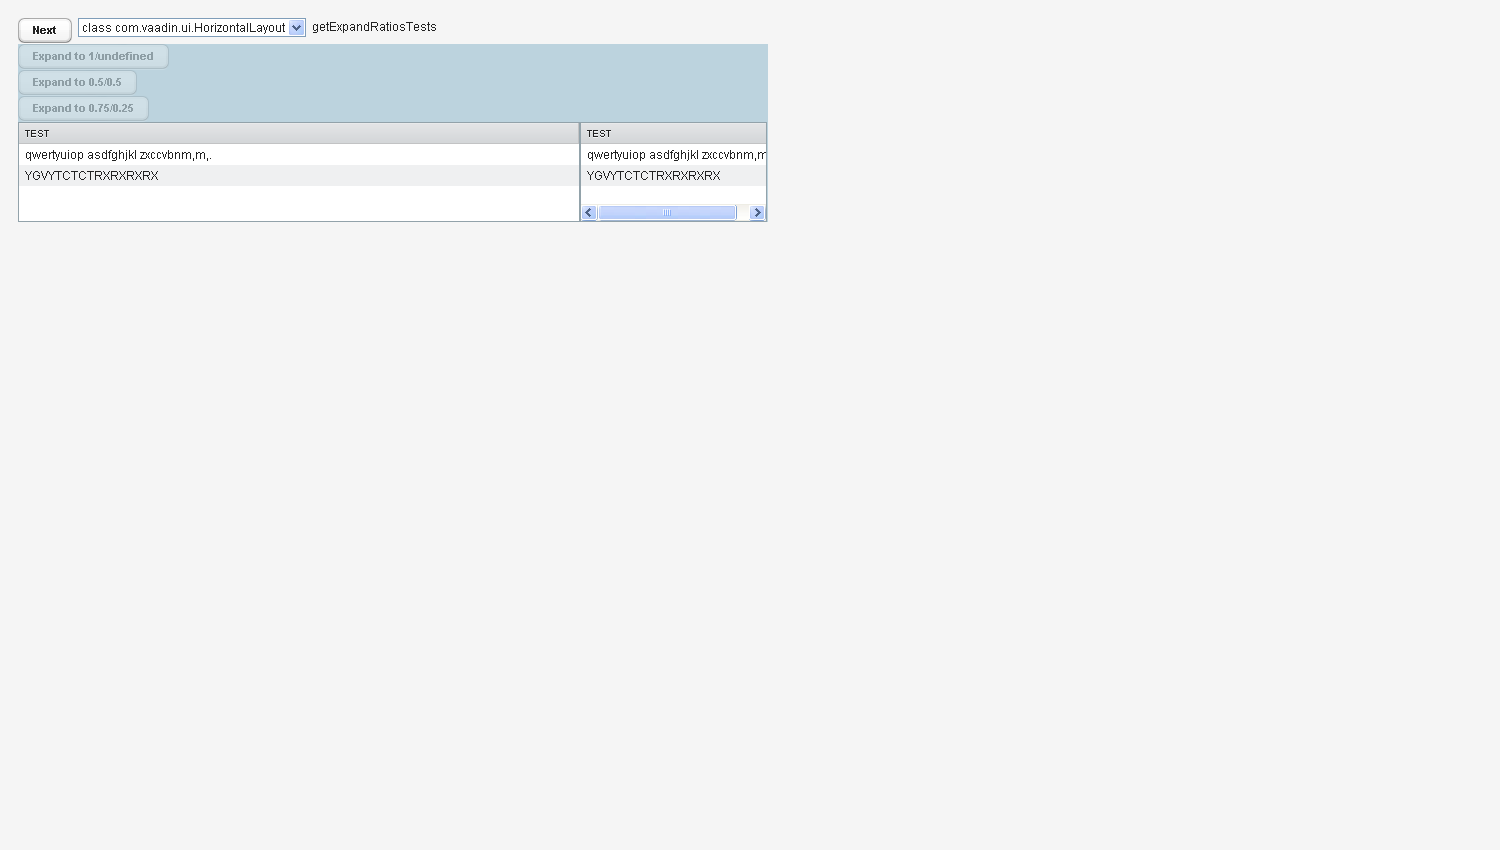 Next class com.vaadin.ui.HorizontalLayout getExpandRatiosTests
Expand to 1/undefined
Expand to 0.5/0.5
Expand to 0.75/0.25
TEST TEST
qwertyuiop asdfghjkl zxccvbnm,m,. qwertyuiop asdfghjkl zxccvbnm,m
YGVYTCTCTRXRXRXRX YGVYTCTCTRXRXRXRX